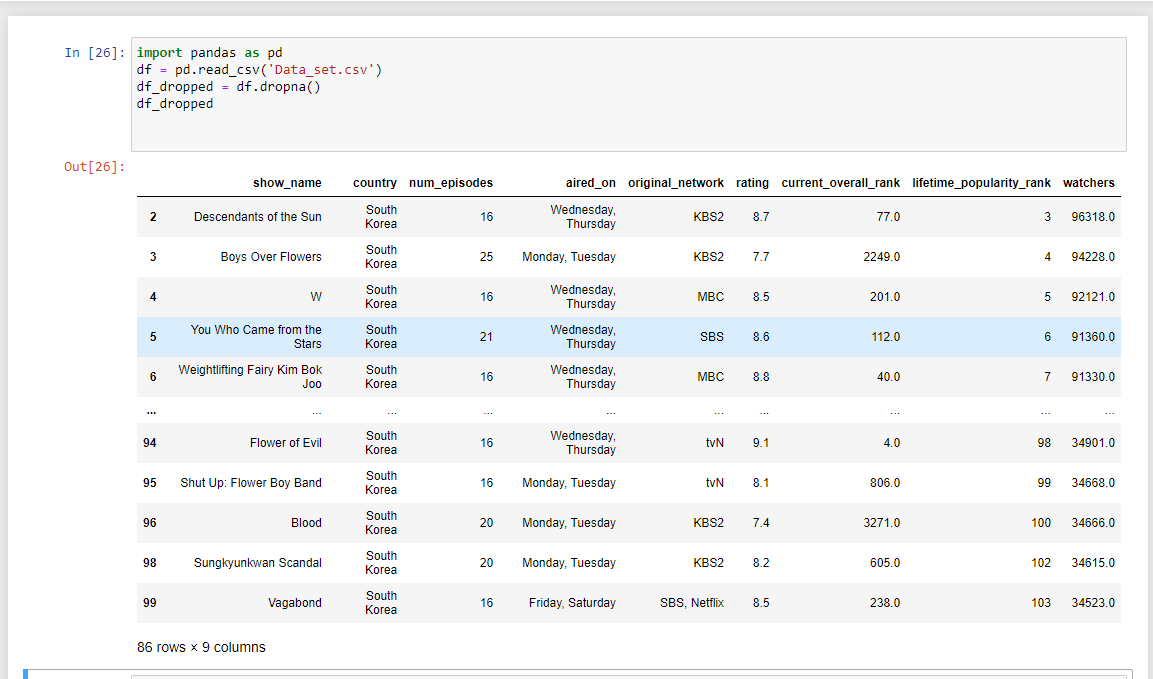 In [26]: import pandas as pd
df = pd.read_csv('Data_set.csv')
df_dropped = df.dropna()
df_dropped
Out[26]:
show_name country num_episodes aired_on original_network rating current_overall_rank lifetime_popularity_rank watchers
2 Descendants of the Sun South Korea 16 Wednesday, Thursday KBS2 8.7 77.0 3 96318.0
3 Boys Over Flowers South Korea 25 Monday, Tuesday KBS2 7.7 2249.0 4 94228.0
4 W South Korea 16 Wednesday, Thursday MBC 8.5 201.0 5 92121.0
5 You Who Came from the Stars South Korea 21 Wednesday, Thursday SBS 8.6 112.0 6 91360.0
6 Weightlifting Fairy Kim Bok Joo South Korea 16 Wednesday, Thursday MBC 8.8 40.0 7 91330.0
... ... ... ... ... ... ... ... ... ...
94 Flower of Evil South Korea 16 Wednesday, Thursday tvN 9.1 4.0 98 34901.0
95 Shut Up: Flower Boy Band South Korea 16 Monday, Tuesday tvN 8.1 806.0 99 34668.0
96 Blood South Korea 20 Monday, Tuesday KBS2 7.4 3271.0 100 34666.0
98 Sungkyunkwan Scandal South Korea 20 Monday, Tuesday KBS2 8.2 605.0 102 34615.0
99 Vagabond South Korea 16 Friday, Saturday SBS, Netflix 8.5 238.0 103 34523.0
86 rows × 9 columns